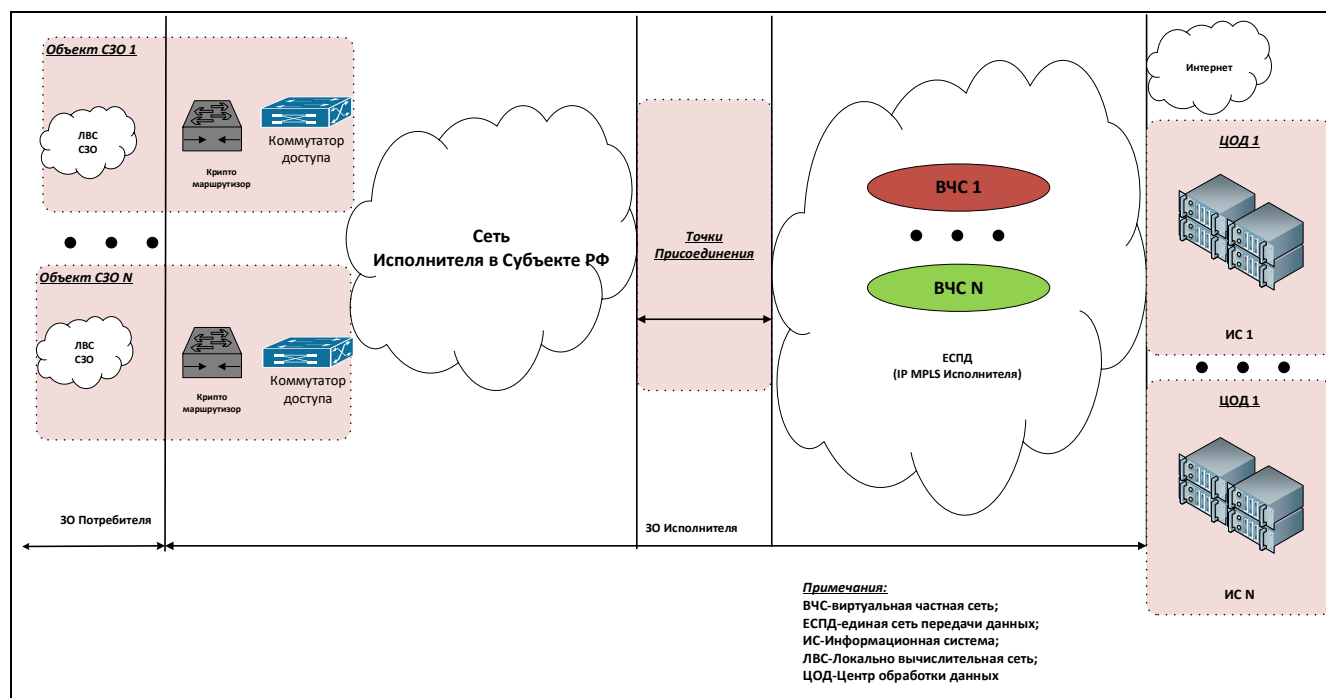 Объект СЗО 1
ЛВС
СЗО
Крипто
маршрутизор
Коммутатор
доступа
Объект СЗО N
ЛВС
СЗО
Крипто
маршрутизор
Коммутатор
доступа
Сеть
Исполнителя в Субъекте РФ
Точки
Присоединения
ВЧС 1
ВЧС N
ЕСПД
(IP MPLS Исполнителя)
Интернет
ЦОД 1
ИС 1
ЦОД 1
ИС N
ЗО Потребителя
ЗО Исполнителя
Примечания:
ВЧС-виртуальная частная сеть;
ЕСПД-единая сеть передачи данных;
ИС-Информационная система;
ЛВС-Локально вычислительная сеть;
ЦОД-Центр обработки данных